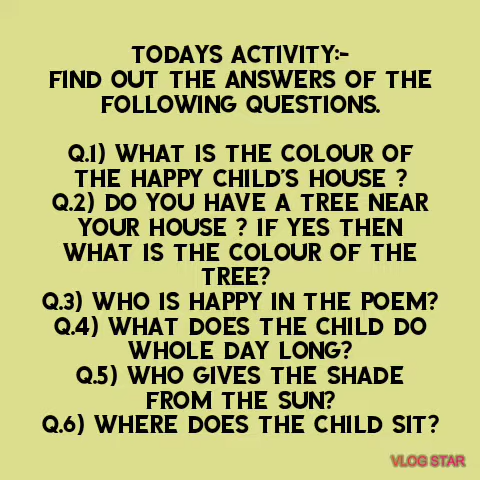 TODAYS ACTIVITY:-
FIND OUT THE ANSWERS OF THE
FOLLOWING QUESTIONS.
Q.1) WHAT IS THE COLOUR OF
THE HAPPY CHILD'S HOUSE ?
Q.2) DO YOU HAVE A TREE NEAR
YOUR HOUSE ? IF YES THEN
WHAT IS THE COLOUR OF THE
TREE?
Q.3) WHO IS HAPPY IN THE POEM?
Q.4) WHAT DOES THE CHILD DO
WHOLE DAY LONG?
Q.5) WHO GIVES THE SHADE
FROM THE SUN?
Q.6) WHERE DOES THE CHILD SIT?
VLOG STAR